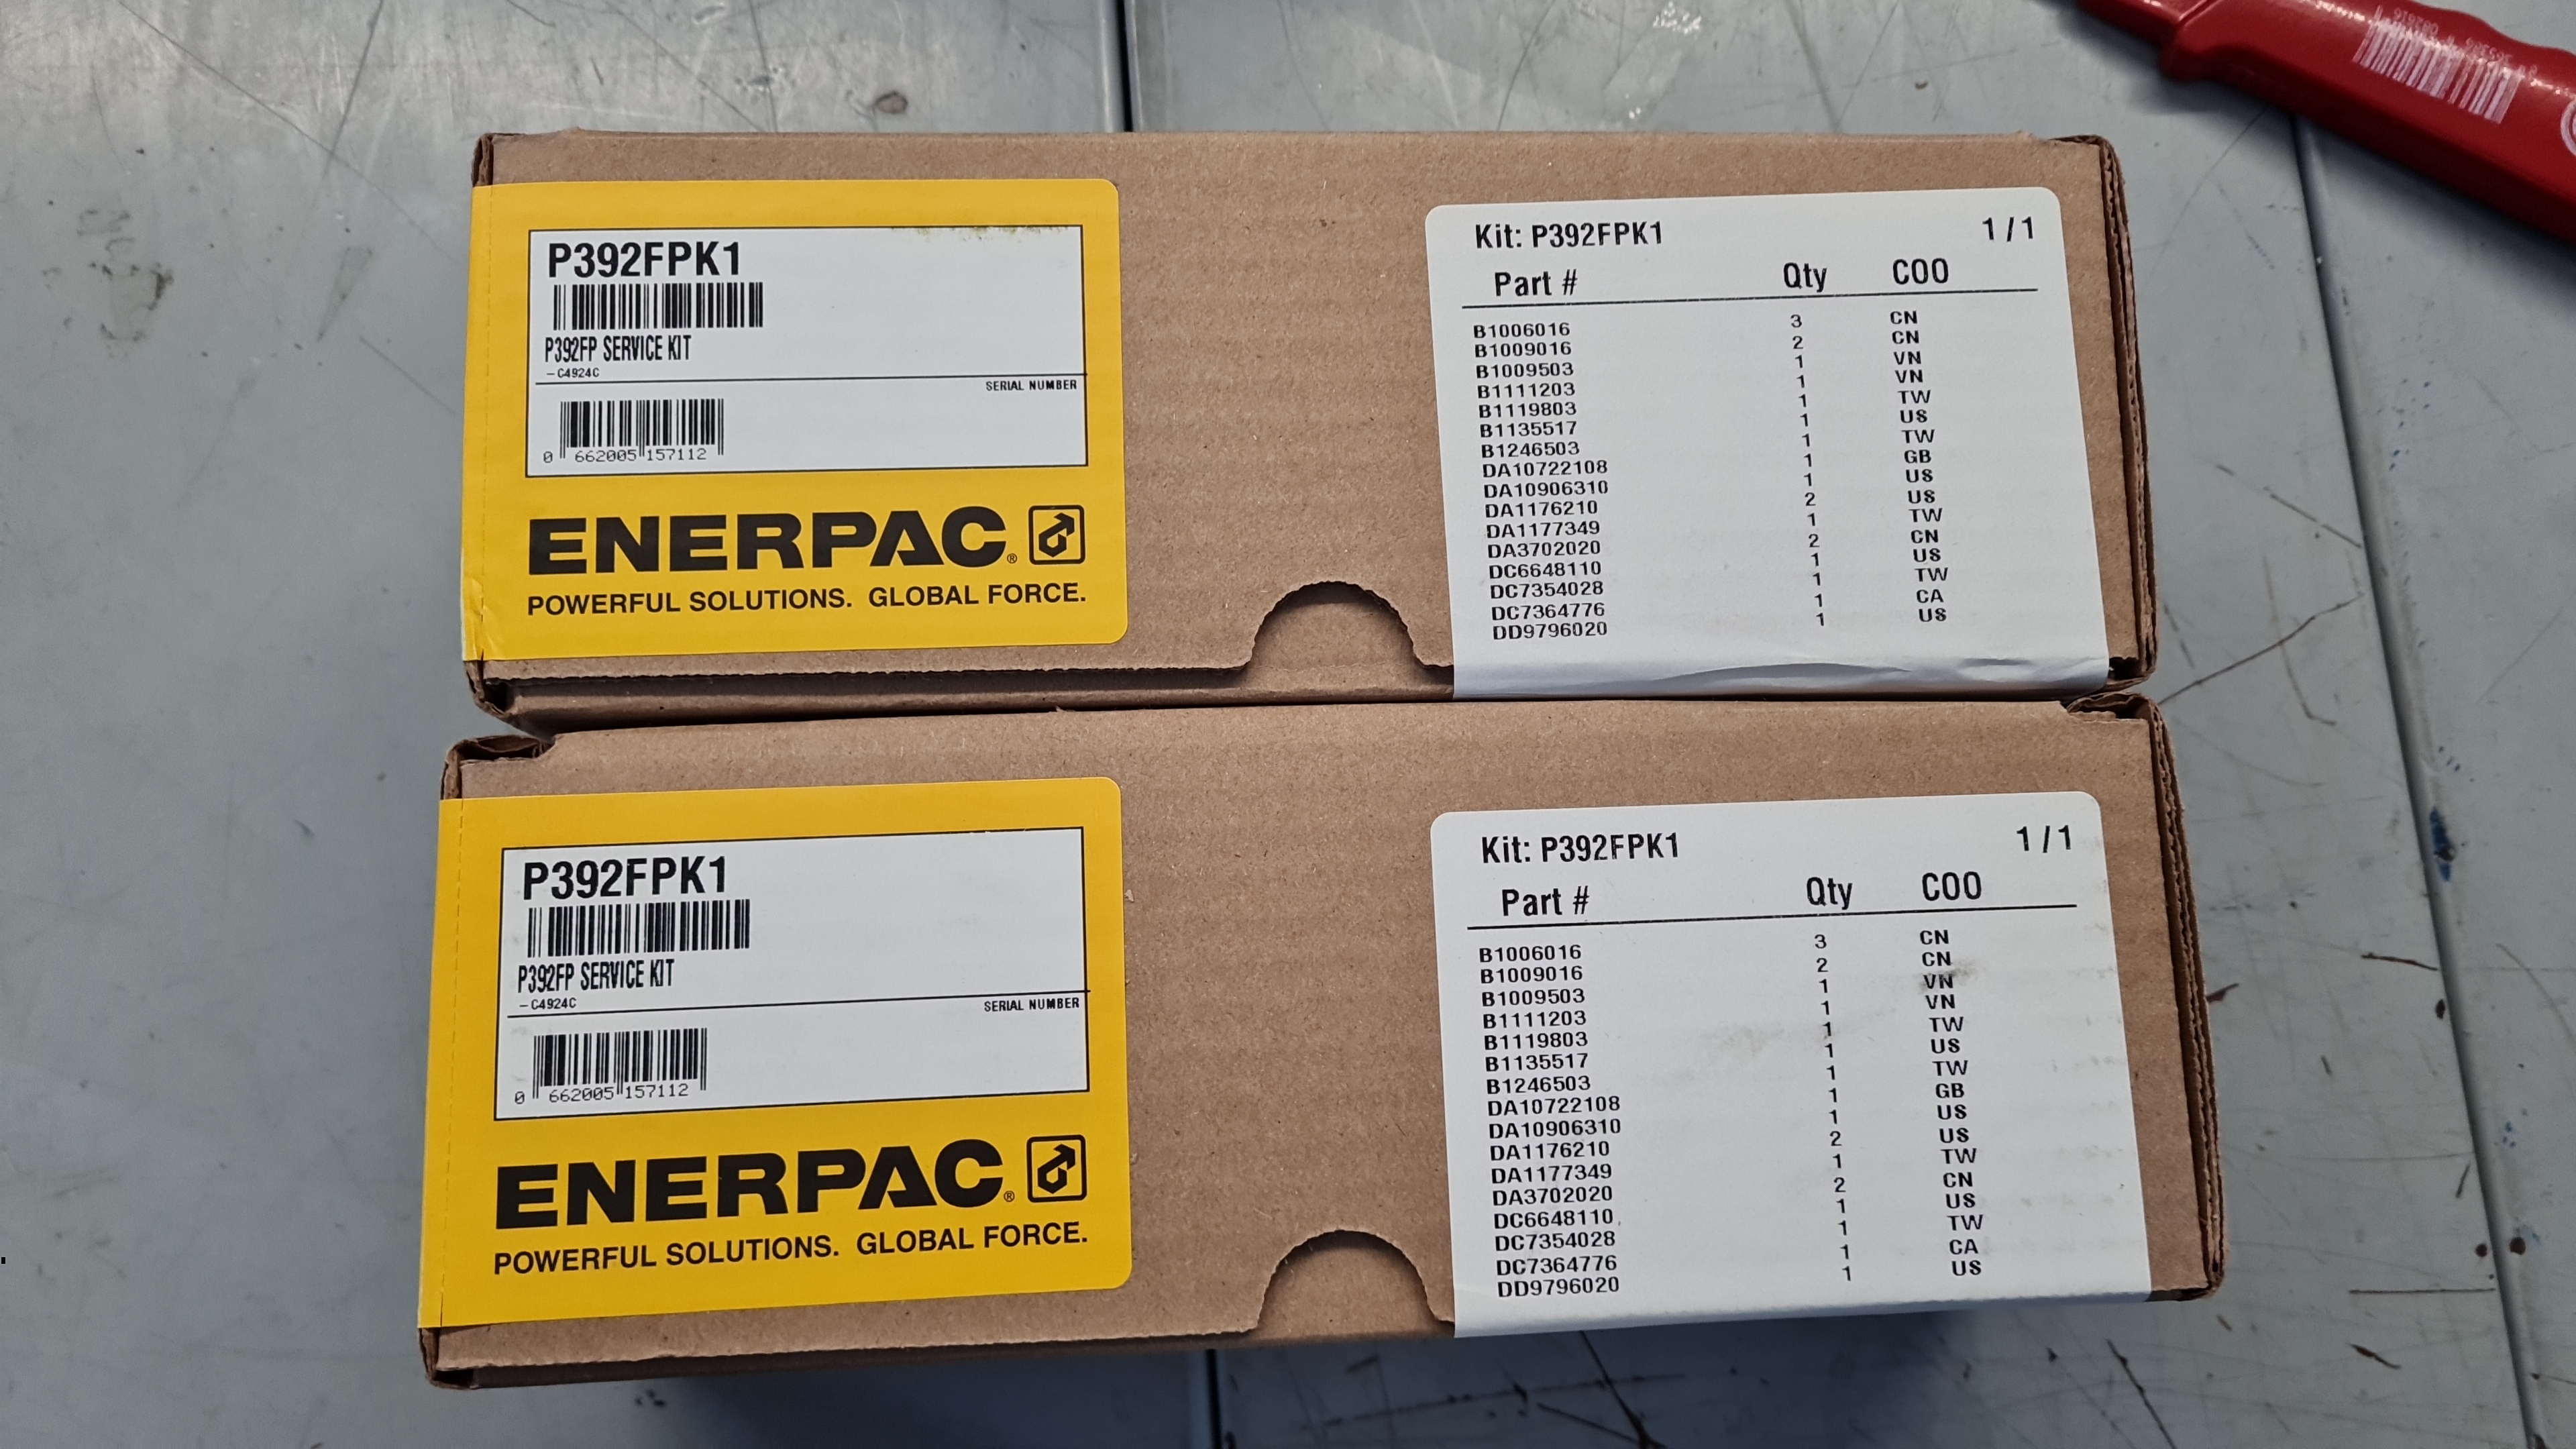 P392FPK1
P392FP SERVICE KIT
-C4924C
SERIAL NUMBER
0 662005 157112
ENERPAC®
POWERFUL SOLUTIONS. GLOBAL FORCE.
Kit: P392FPK1 1/1
Part # Qty COO
B1006016 3 CN
B1009016 2 CN
B1009503 1 VN
B1111203 1 VN
B1119803 1 TW
B1135517 1 US
B1246503 1 TW
DA10722108 1 GB
DA10906310 1 US
DA1176210 2 US
DA1177349 1 TW
DA3702020 2 CN
DC6648110 1 US
DC7354028 1 TW
DC7364776 1 CA
DD9796020 1 US
P392FPK1
P392FP SERVICE KIT
-C4924C
SERIAL NUMBER
0 662005 157112
ENERPAC®
POWERFUL SOLUTIONS. GLOBAL FORCE.
Kit: P392FPK1 1/1
Part # Qty COO
B1006016 3 CN
B1009016 2 CN
B1009503 1 VN
B1111203 1 VN
B1119803 1 TW
B1135517 1 US
B1246503 1 TW
DA10722108 1 GB
DA10906310 1 US
DA1176210 2 US
DA1177349 1 TW
DA3702020 2 CN
DC6648110 1 US
DC7354028 1 TW
DC7364776 1 CA
DD9796020 1 US